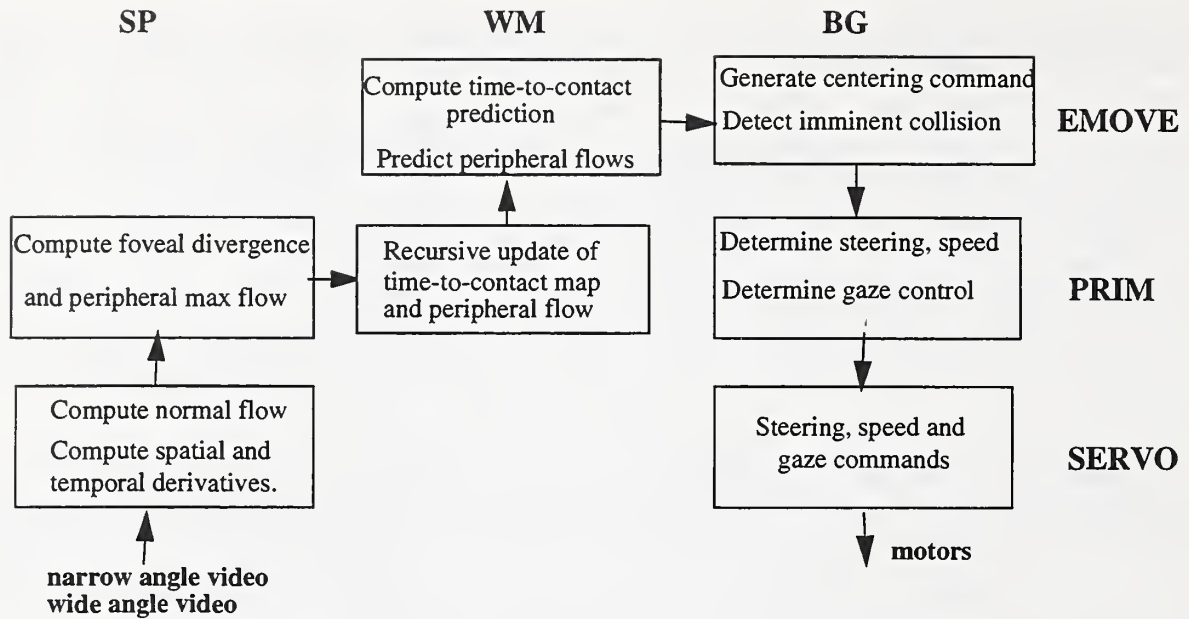 SP
WM
BG
Compute time-to-contact
prediction
Predict peripheral flows
Generate centering command
Detect imminent collision
EMOVE
Compute foveal divergence
and peripheral max flow
Recursive update of
time-to-contact map
and peripheral flow
Determine steering, speed
Determine gaze control
PRIM
Compute normal flow
Compute spatial and
temporal derivatives.
Steering, speed and
gaze commands
SERVO
narrow angle video
wide angle video
motors